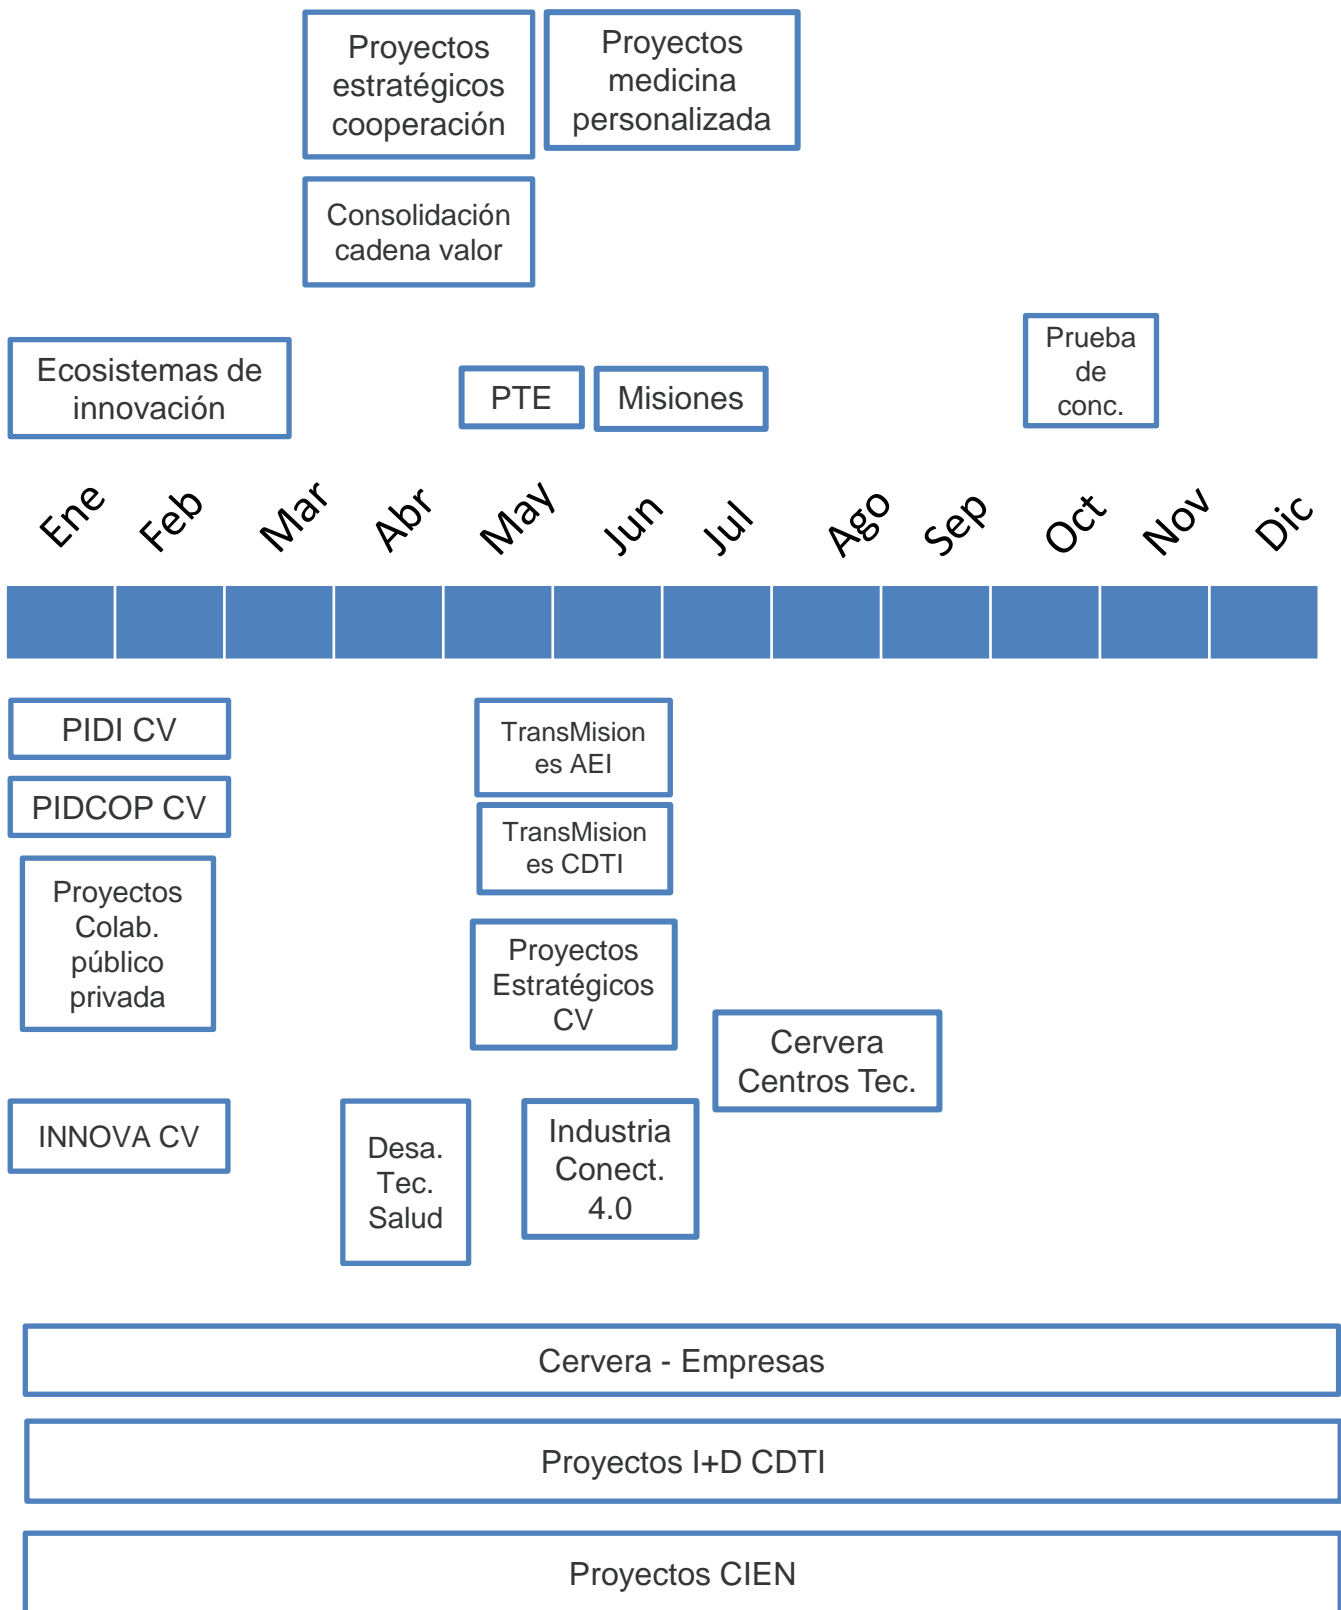 Proyectos
estratégicos
cooperación
Proyectos
medicina
personalizada
Consolidación
cadena valor
Ecosistemas de
innovación
PTE
Misiones
Prueba
de
conc.
Ene
Feb
Mar
Abr
May
Jun
Jul
Ago
Sep
Oct
Nov
Dic
PIDI CV
PIDCOP CV
Proyectos
Colab.
público
privada
INNOVA CV
Desa.
Tec.
Salud
TransMision
es AEI
TransMision
es CDTI
Proyectos
Estratégicos
CV
Industria
Conect.
4.0
Cervera
Centros Tec.
Cervera - Empresas
Proyectos I+D CDTI
Proyectos CIEN